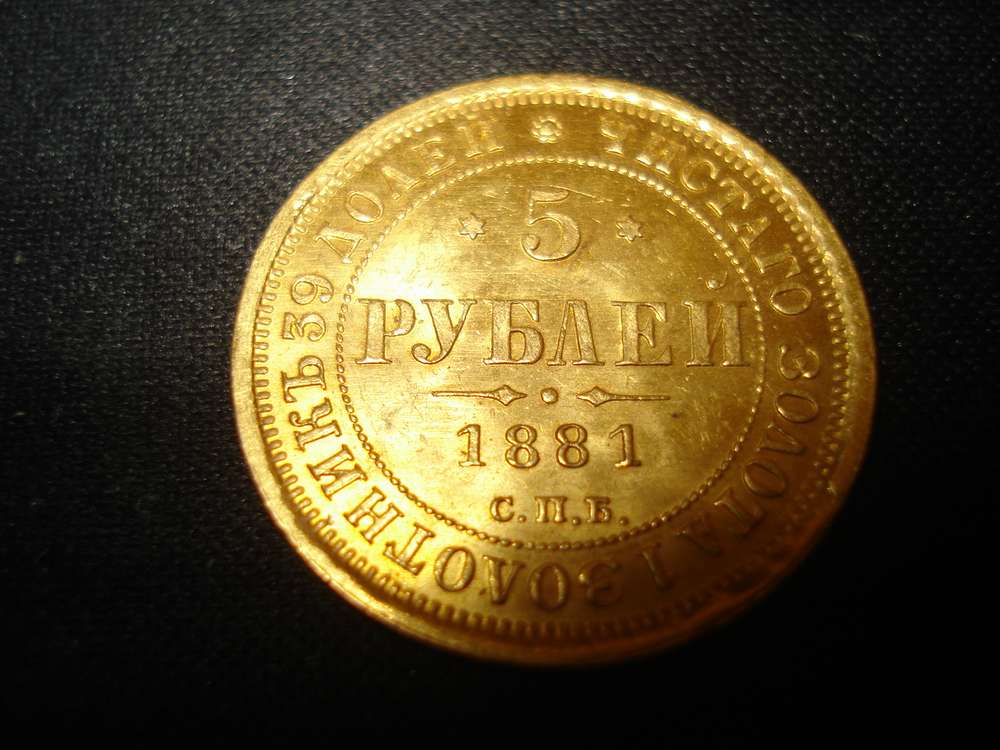 5
РУБЛЕЙ
1881
С.П.Б.
ЧИСТАГО ЗОЛОТА 1 ЗОЛОТНИКЪ 39 ДОЛЕЙ